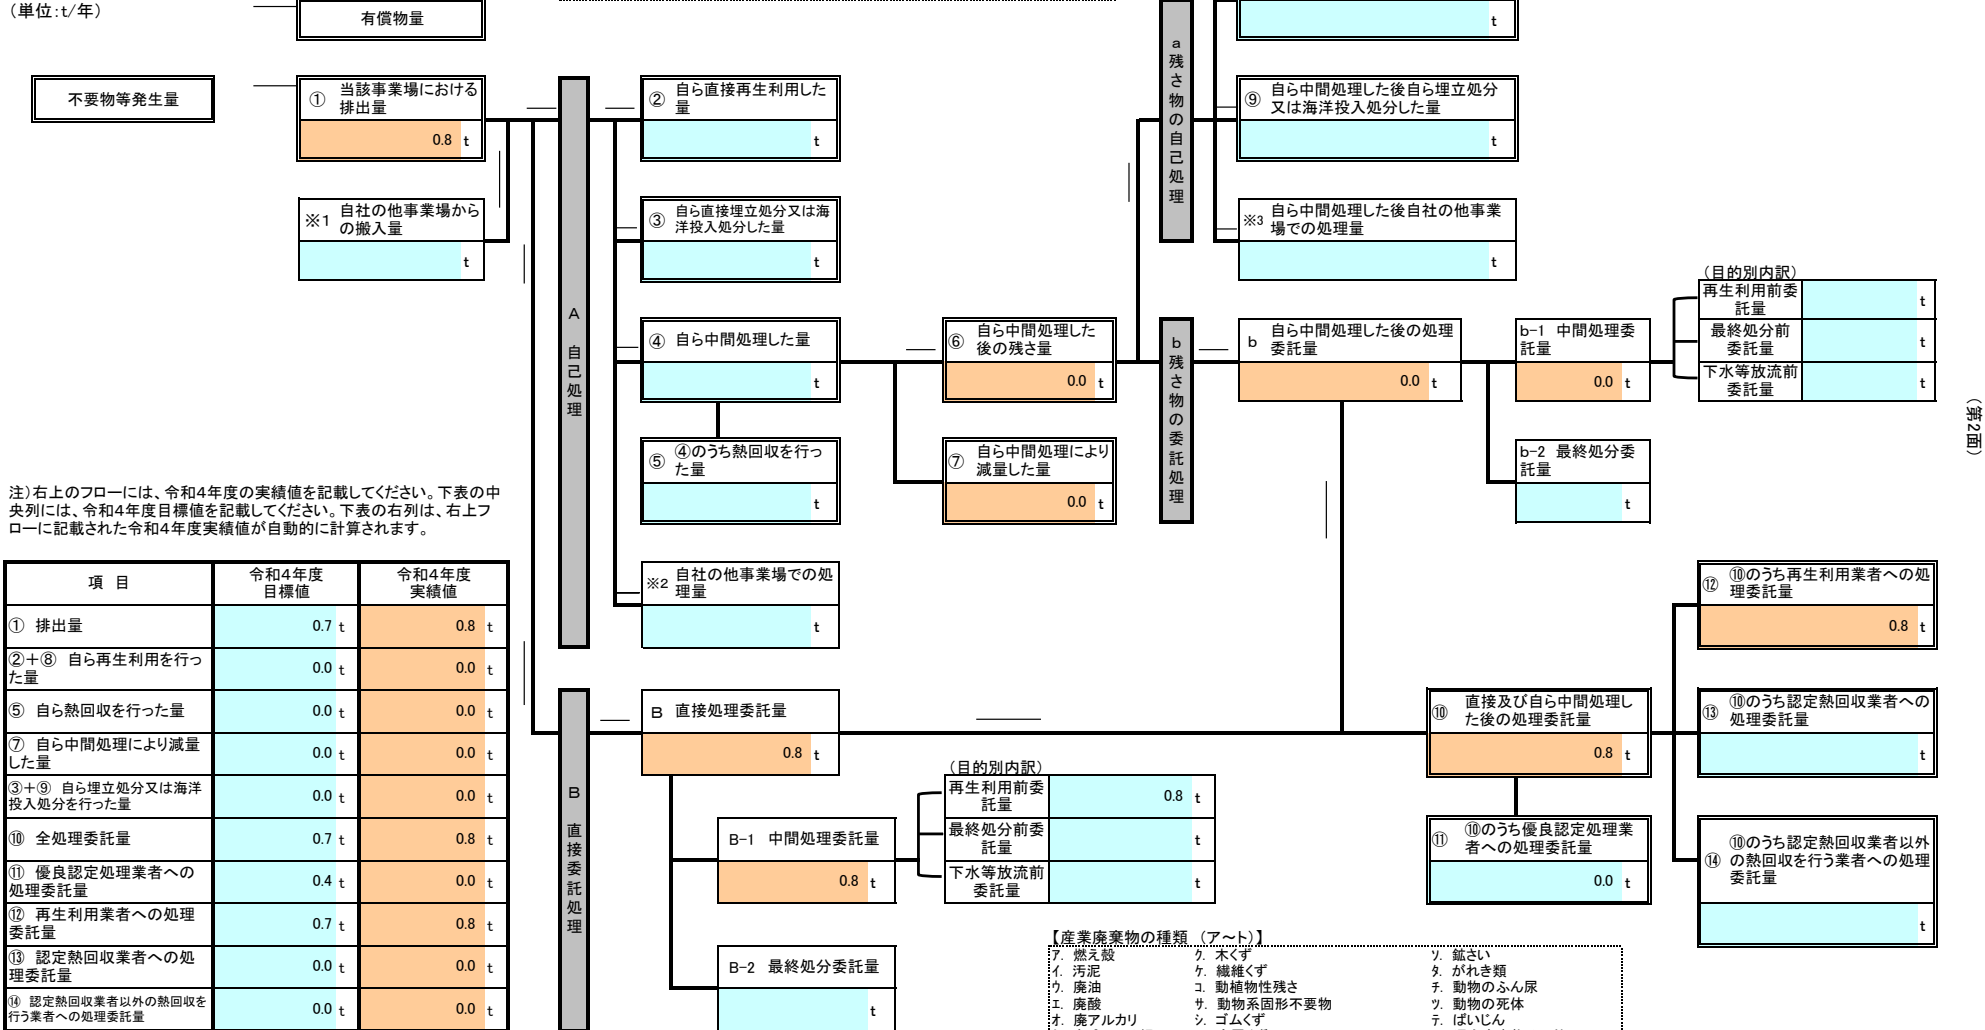 （単位:t/年）
有償物量
t
不要物等発生量
① 当該事業場における
排出量
0.8 t
※1 自社の他事業場から
の搬入量
t
A 自己処理
② 自ら直接再生利用した
量
t
③ 自ら直接埋立処分又は海
洋投入処分した量
t
④ 自ら中間処理した量
t
⑤ ④のうち熱回収を行っ
た量
t
※2 自社の他事業場での処
理量
t
⑥ 自ら中間処理した
後の残さ量
0.0 t
⑦ 自ら中間処理により
減量した量
0.0 t
a 残さ物の自己処理
⑨ 自ら中間処理した後自ら埋立処分
又は海洋投入処分した量
t
※3 自ら中間処理した後自社の他事業
場での処理量
t
b 残さ物の委託処理
b 自ら中間処理した後の処理
委託量
0.0 t
b-1 中間処理委
託量
0.0 t
（目的別内訳）
再生利用前委
託量
t
最終処分前
委託量
t
下水等放流前
委託量
t
b-2 最終処分委
託量
t
（第2面）
注）右上のフローには、令和4年度の実績値を記載してください。下表の中
央列には、令和4年度目標値を記載してください。下表の右列は、右上フ
ローに記載された令和4年度実績値が自動的に計算されます。
項 目 令和4年度
目標値 令和4年度
実績値
① 排出量 0.7 t 0.8 t
②＋⑧ 自ら再生利用を行っ
た量 0.0 t 0.0 t
⑤ 自ら熱回収を行った量 0.0 t 0.0 t
⑦ 自ら中間処理により減量
した量 0.0 t 0.0 t
③＋⑨ 自ら埋立処分又は海洋
投入処分を行った量 0.0 t 0.0 t
⑩ 全処理委託量 0.7 t 0.8 t
⑪ 優良認定処理業者への
処理委託量 0.4 t 0.0 t
⑫ 再生利用業者への処理
委託量 0.7 t 0.8 t
⑬ 認定熱回収業者への処
理委託量 0.0 t 0.0 t
⑭ 認定熱回収業者以外の熱回収を
行う業者への処理委託量 0.0 t 0.0 t
B 直接委託処理
B 直接処理委託量
0.8 t
B-1 中間処理委託量
0.8 t
（目的別内訳）
再生利用前委
託量
0.8 t
最終処分前委
託量
t
下水等放流前
委託量
t
B-2 最終処分委託量
t
⑩ 直接及び自ら中間処理し
た後の処理委託量
0.8 t
⑪ ⑩のうち優良認定処理業
者への処理委託量
0.0 t
⑫ ⑩のうち再生利用業者への処
理委託量
0.8 t
⑬ ⑩のうち認定熱回収業者への
処理委託量
t
⑭ ⑩のうち認定熱回収業者以外
の熱回収を行う業者への処理
委託量
t
【産業廃棄物の種類 （ア～ト）】
ア. 燃え殻 ク. 木くず ソ. 鉱さい
イ. 汚泥 ケ. 繊維くず タ. がれき類
ウ. 廃油 コ. 動植物性残さ チ. 動物のふん尿
エ. 廃酸 サ. 動物系固形不要物 ツ. 動物の死体
オ. 廃アルカリ シ. ゴムくず テ. ばいじん